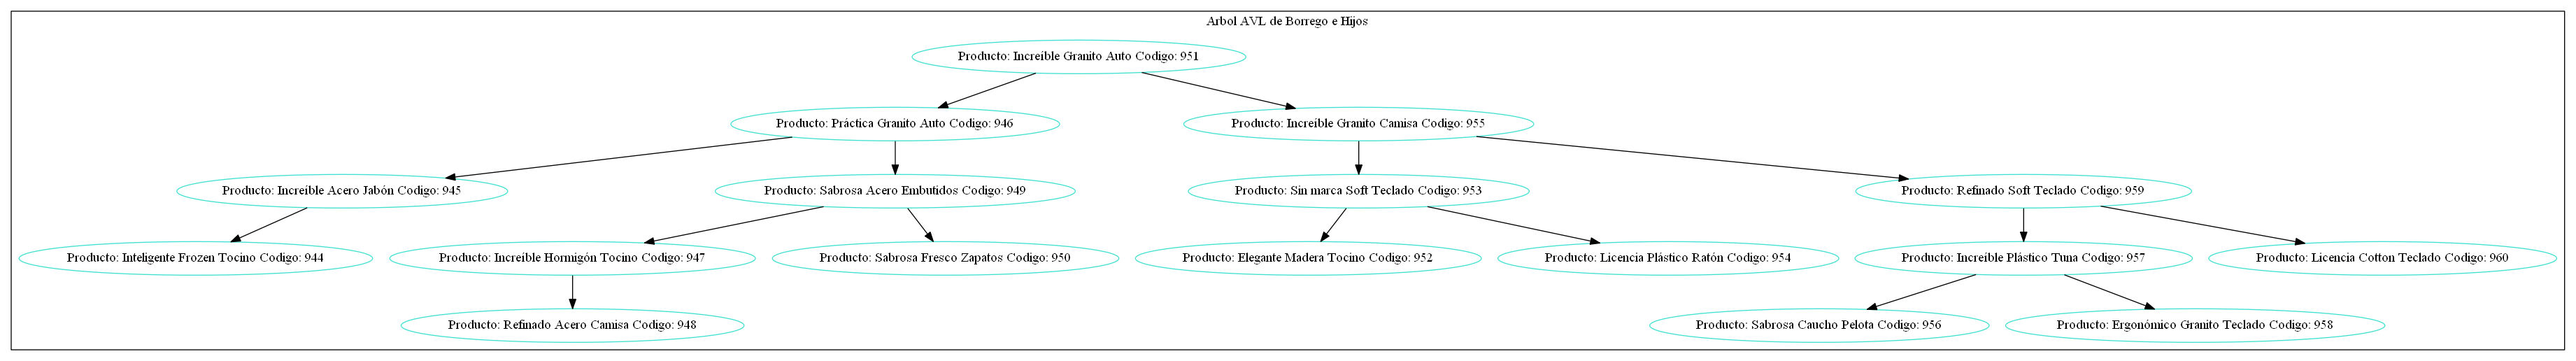 Arbol AVL de Borrego e Hijos
Producto: Increíble Granito Auto Codigo: 951
Producto: Práctica Granito Auto Codigo: 946
Producto: Increíble Granito Camisa Codigo: 955
Producto: Increíble Acero Jabón Codigo: 945
Producto: Sabrosa Acero Embutidos Codigo: 949
Producto: Sin marca Soft Teclado Codigo: 953
Producto: Refinado Soft Teclado Codigo: 959
Producto: Inteligente Frozen Tocino Codigo: 944
Producto: Increíble Hormigón Tocino Codigo: 947
Producto: Sabrosa Fresco Zapatos Codigo: 950
Producto: Elegante Madera Tocino Codigo: 952
Producto: Licencia Plástico Ratón Codigo: 954
Producto: Increíble Plástico Tuna Codigo: 957
Producto: Licencia Cotton Teclado Codigo: 960
Producto: Refinado Acero Camisa Codigo: 948
Producto: Sabrosa Caucho Pelota Codigo: 956
Producto: Ergonómico Granito Teclado Codigo: 958